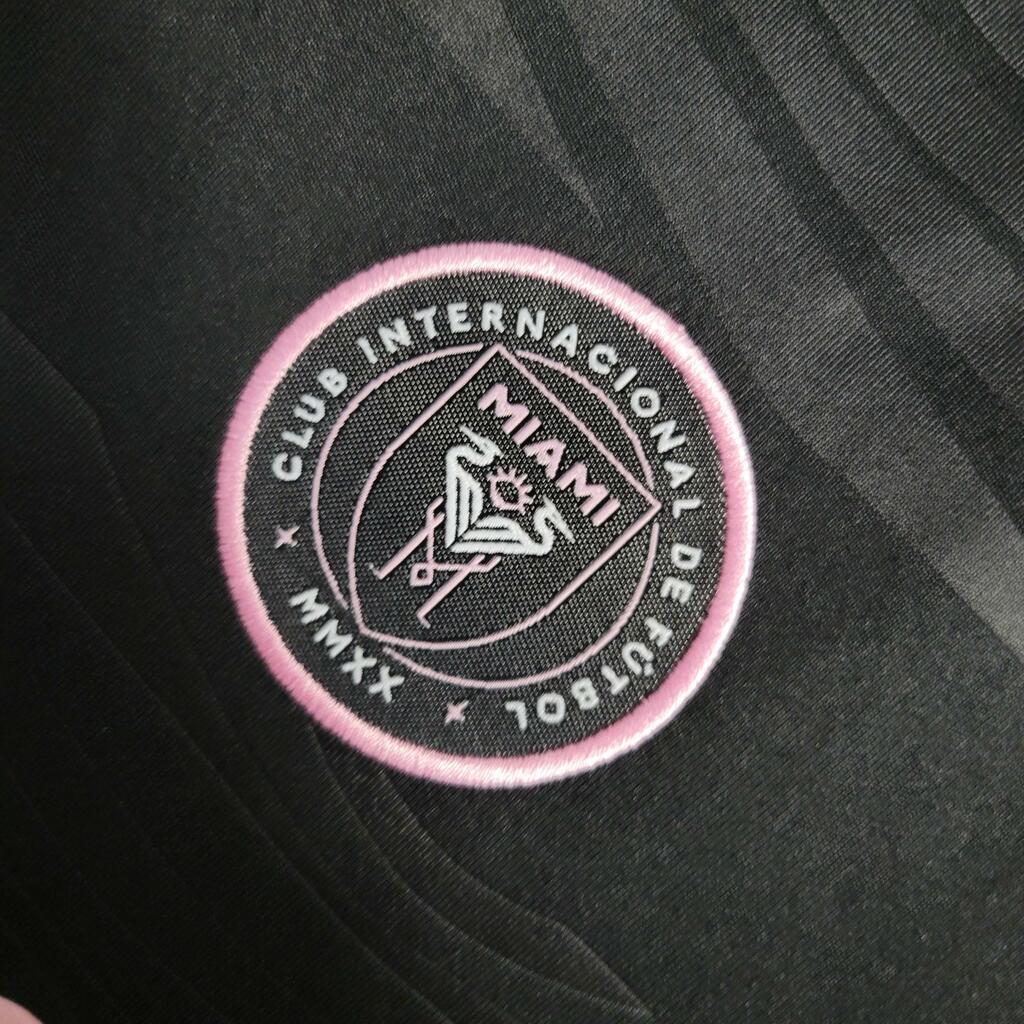 CLUB INTERNACIONAL DE FÚTBOL
MIAMI
MMXX